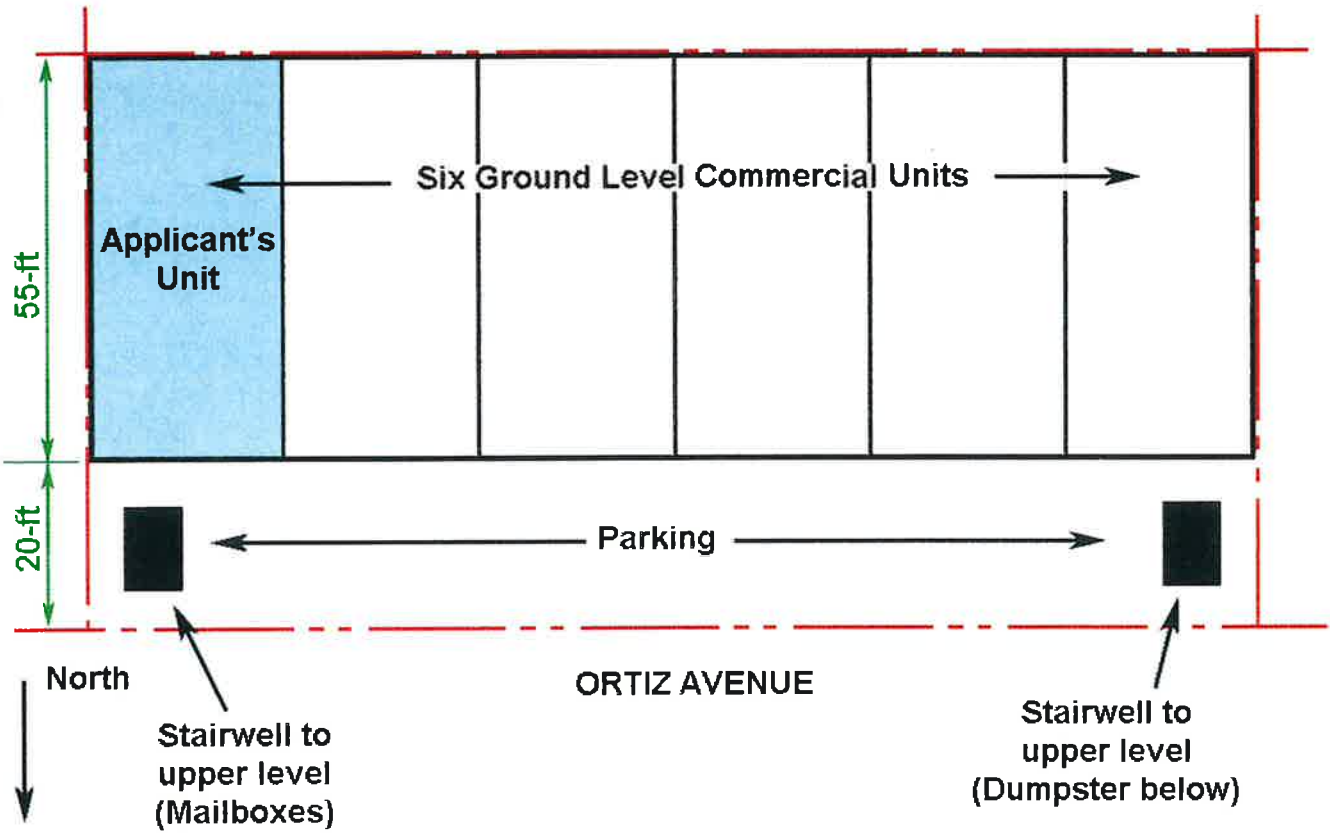 Six Ground Level Commercial Units
Applicant's
Unit
55-ft
20-ft
Parking
North
ORTIZ AVENUE
Stairwell to
upper level
(Mailboxes)
Stairwell to
upper level
(Dumpster below)